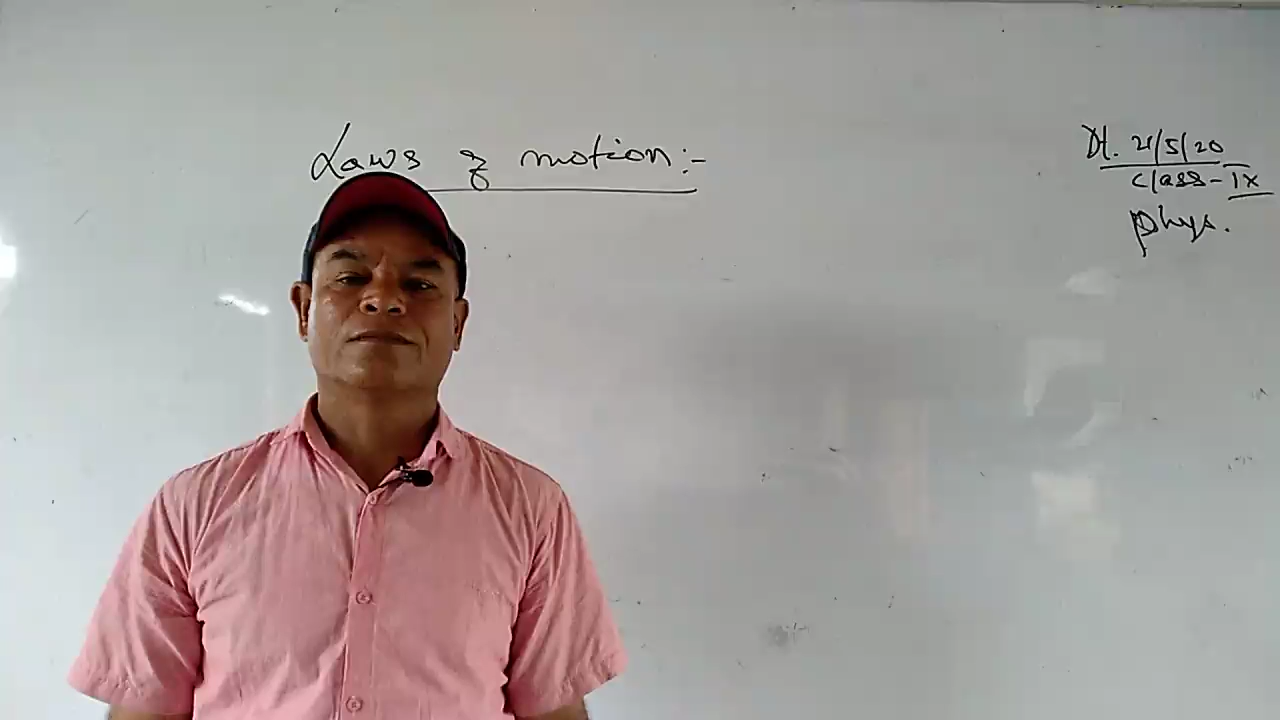 Laws of motion:-
Dt. 21/5/20
Class-IX
Phys.